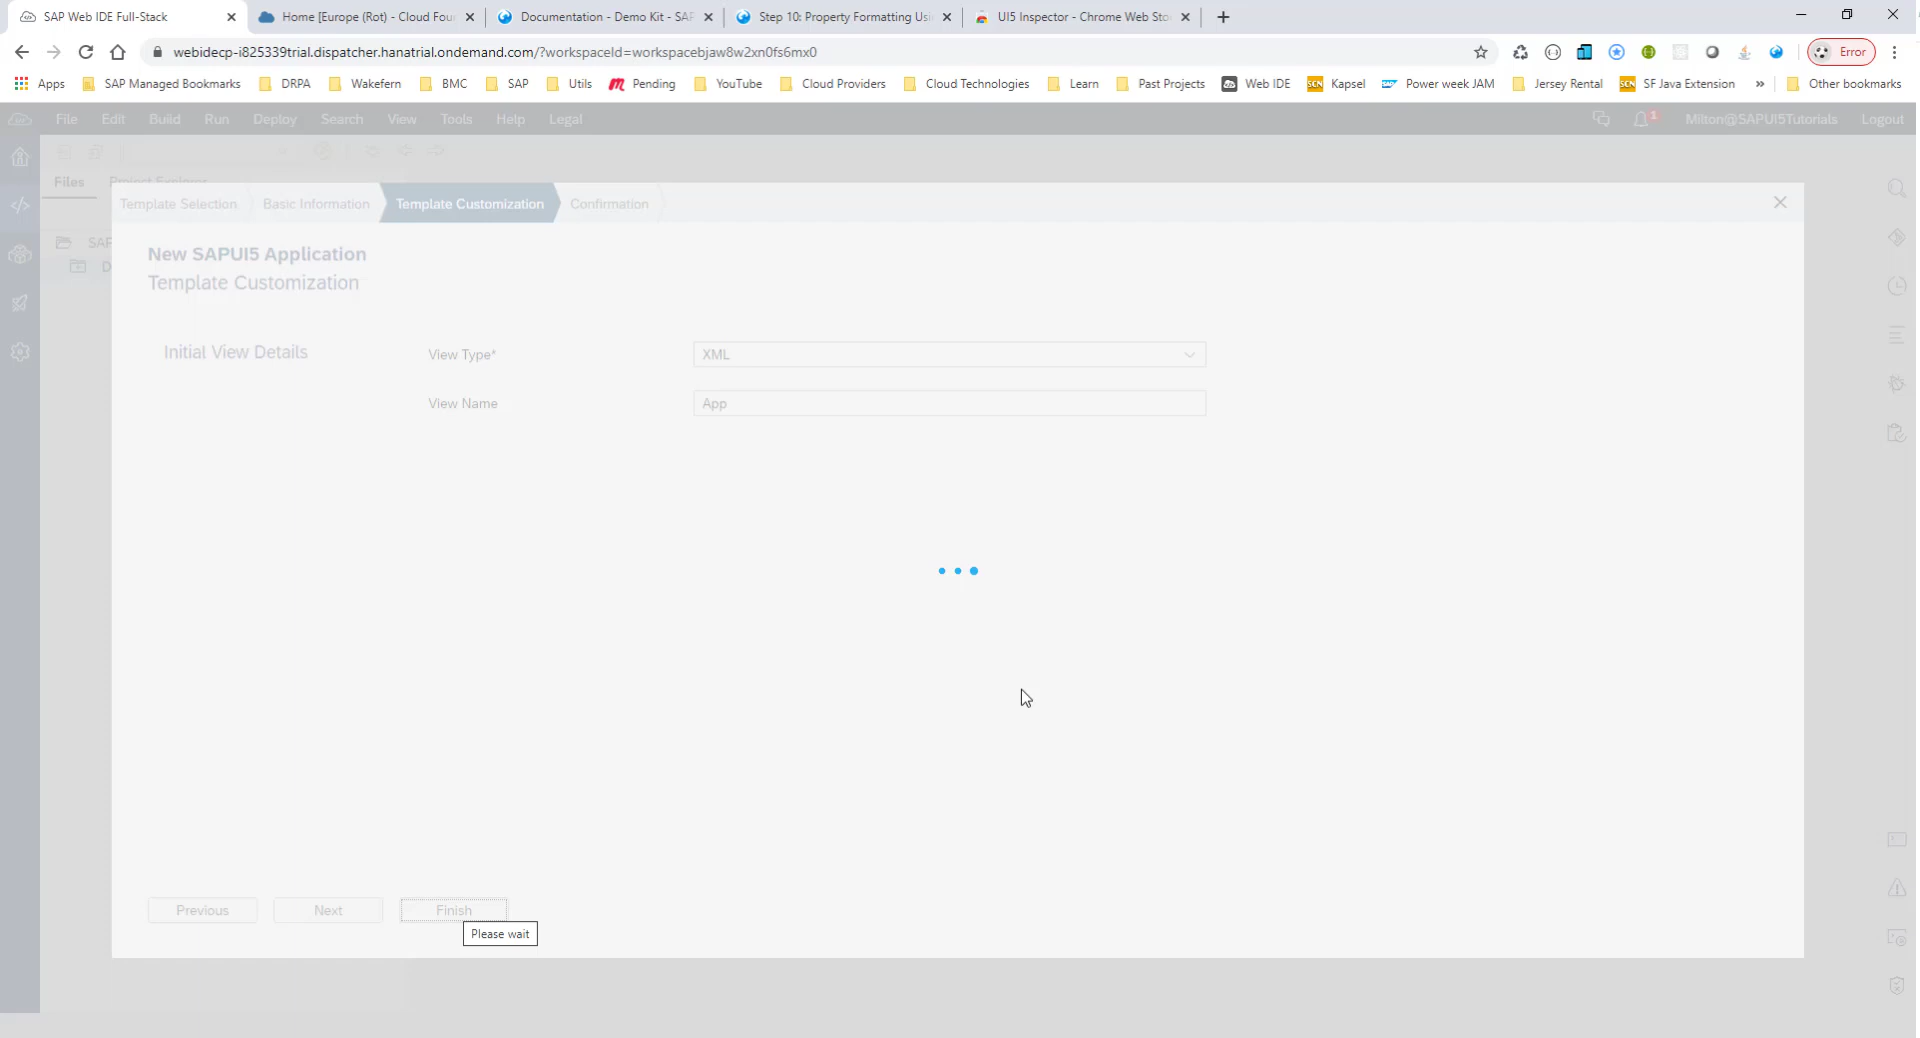 SAP Web IDE Full-Stack
Home [Europe (Rot) - Cloud Fou
Documentation - Demo Kit - SA
Step 10: Property Formatting Usi
UI5 Inspector - Chrome Web Sto
webidecp-i825339trial.dispatcher.hanatrial.ondemand.com/?workspaceId=workspacebjaw8w2xn0fs6mx0
Error
Apps SAP Managed Bookmarks DRPA Wakefern BMC SAP Utils Pending YouTube Cloud Providers Cloud Technologies Learn Past Projects Web IDE Kapsel Power week JAM Jersey Rental SF Java Extension » Other bookmarks
File Edit Build Run Deploy Search View Tools Help Legal
1 Milton@SAPUI5Tutorials Logout
Files Project Explorer
Template Selection Basic Information Template Customization Confirmation
SAP
D
New SAPUI5 Application
Template Customization
Initial View Details
View Type* XML
View Name App
Previous Next Finish
Please wait